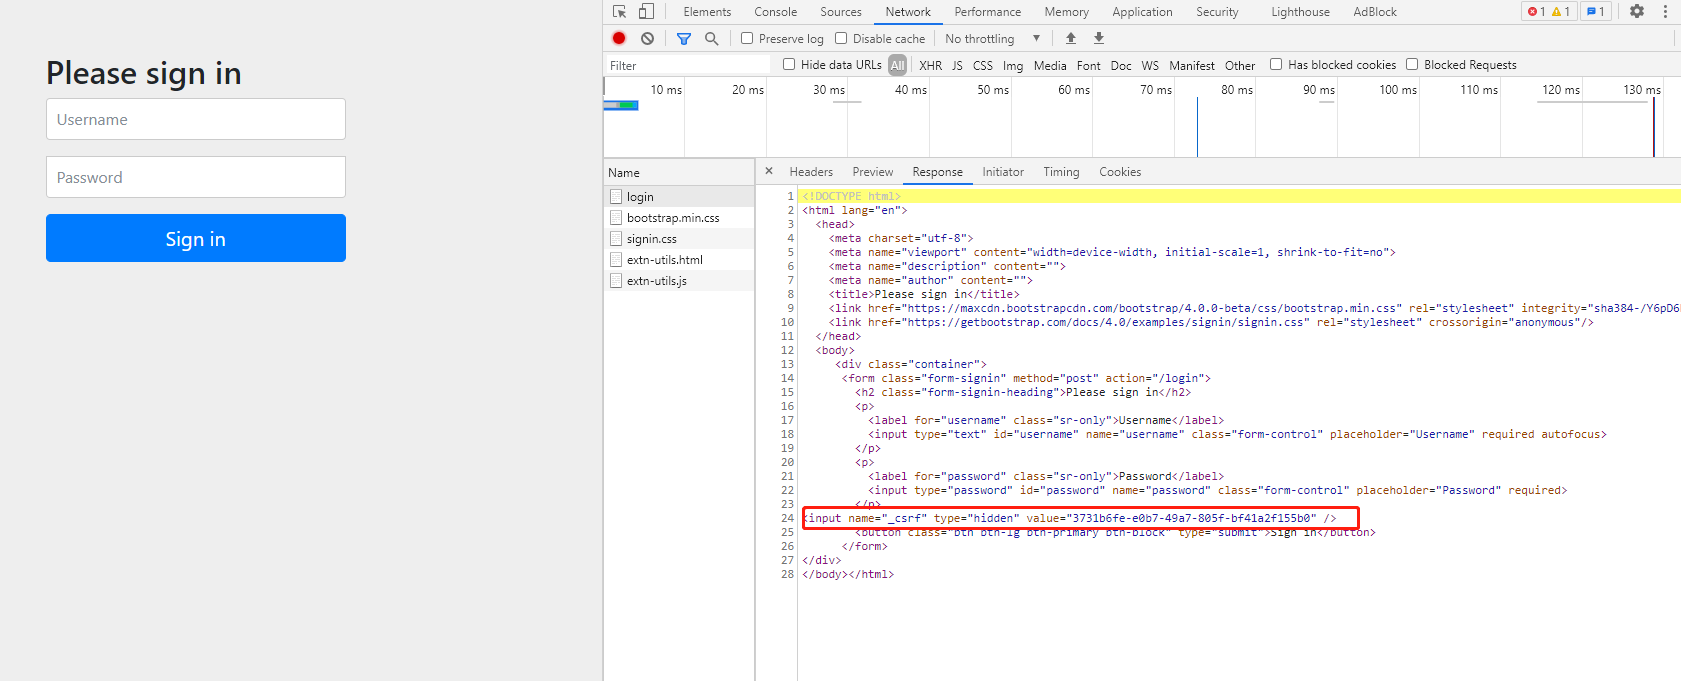 Please sign in
Username
Password
Sign in
Elements Console Sources Network Performance Memory Application Security Lighthouse AdBlock 1 1 1
Preserve log Disable cache No throttling ▼
Filter Hide data URLs All XHR JS CSS Img Media Font Doc WS Manifest Other Has blocked cookies Blocked Requests
10 ms 20 ms 30 ms 40 ms 50 ms 60 ms 70 ms 80 ms 90 ms 100 ms 110 ms 120 ms 130 ms
Name
login
bootstrap.min.css
signin.css
extn-utils.html
extn-utils.js
× Headers Preview Response Initiator Timing Cookies
1 <!DOCTYPE html>
2 <html lang="en">
3 <head>
4 <meta charset="utf-8">
5 <meta name="viewport" content="width=device-width, initial-scale=1, shrink-to-fit=no">
6 <meta name="description" content="">
7 <meta name="author" content="">
8 <title>Please sign in</title>
9 <link href="https://maxcdn.bootstrapcdn.com/bootstrap/4.0.0-beta/css/bootstrap.min.css" rel="stylesheet" integrity="sha384-/Y6pD6
10 <link href="https://getbootstrap.com/docs/4.0/examples/signin/signin.css" rel="stylesheet" crossorigin="anonymous"/>
11 </head>
12 <body>
13 <div class="container">
14 <form class="form-signin" method="post" action="/login">
15 <h2 class="form-signin-heading">Please sign in</h2>
16 <p>
17 <label for="username" class="sr-only">Username</label>
18 <input type="text" id="username" name="username" class="form-control" placeholder="Username" required autofocus>
19 </p>
20 <p>
21 <label for="password" class="sr-only">Password</label>
22 <input type="password" id="password" name="password" class="form-control" placeholder="Password" required>
23 </p>
24 <input name="_csrf" type="hidden" value="3731b6fe-e0b7-49a7-805f-bf41a2f155b0" />
25 <button class="btn btn-lg btn-primary btn-block" type="submit">Sign in</button>
26 </form>
27 </div>
28 </body></html>